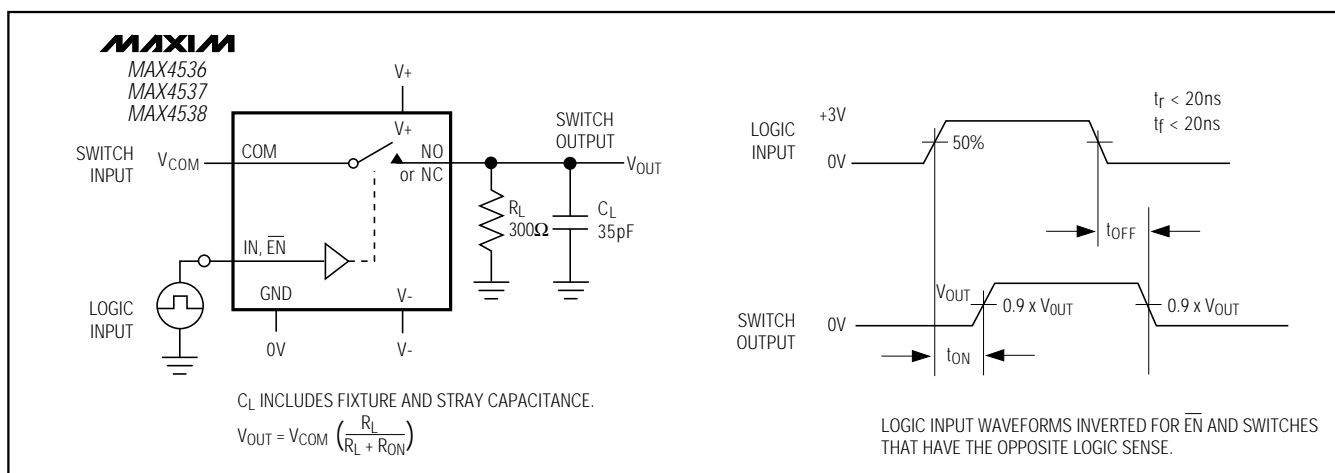 MAXIM
MAX4536
MAX4537
MAX4538
V+
V+
SWITCH
INPUT
VCOM
COM
NO
or NC
SWITCH
OUTPUT
VOUT
RL
300Ω
CL
35pF
IN, E̅N̅
LOGIC
INPUT
GND
V-
0V
V-
CL INCLUDES FIXTURE AND STRAY CAPACITANCE.
VOUT = VCOM (RL / RL + RON)
LOGIC
INPUT
+3V
0V
50%
tr < 20ns
tf < 20ns
tOFF
SWITCH
OUTPUT
VOUT
0V
0.9 x VOUT
0.9 x VOUT
tON
LOGIC INPUT WAVEFORMS INVERTED FOR E̅N̅ AND SWITCHES
THAT HAVE THE OPPOSITE LOGIC SENSE.